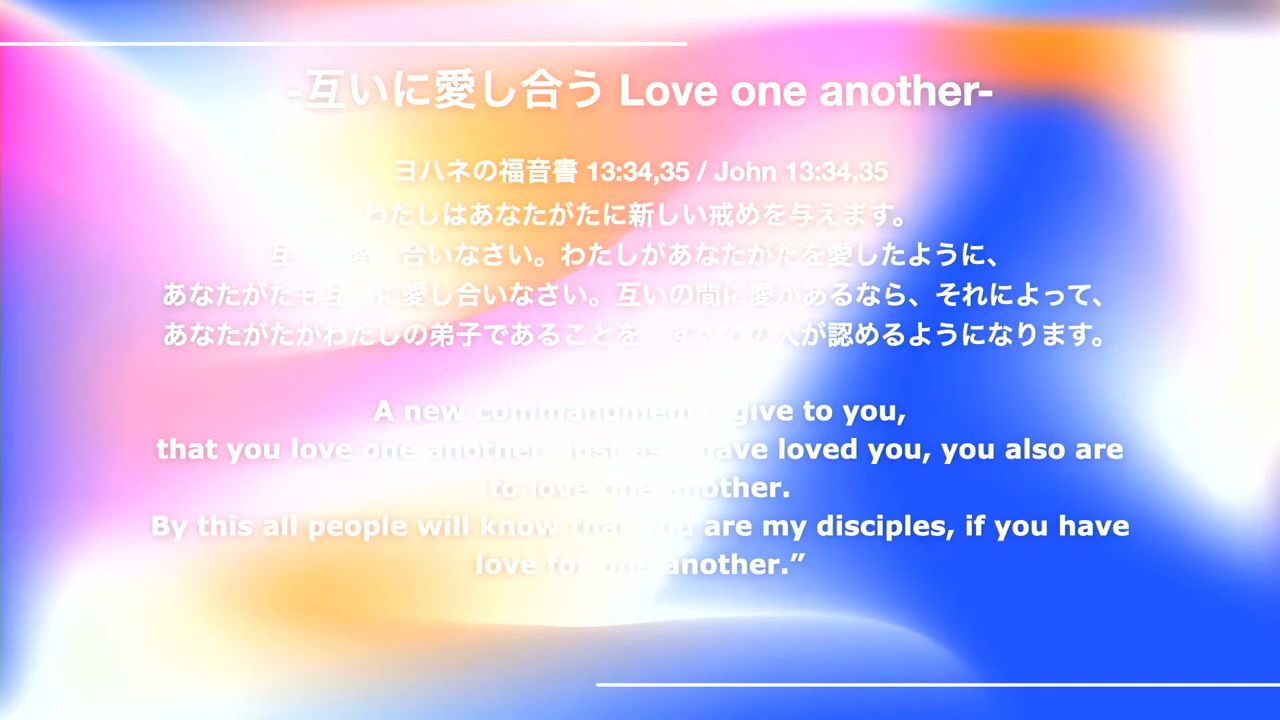 -互いに愛し合う Love one another-
ヨハネの福音書 13:34,35 / John 13:34,35
わたしはあなたがたに新しい戒めを与えます。
互いに愛し合いなさい。わたしがあなたがたを愛したように、
あなたがたも互いに愛し合いなさい。互いの間に愛があるなら、それによって、
あなたがたがわたしの弟子であることを、すべての人が認めるようになります。
A new commandment I give to you,
that you love one another: just as I have loved you, you also are
to love one another.
By this all people will know that you are my disciples, if you have
love for one another.”